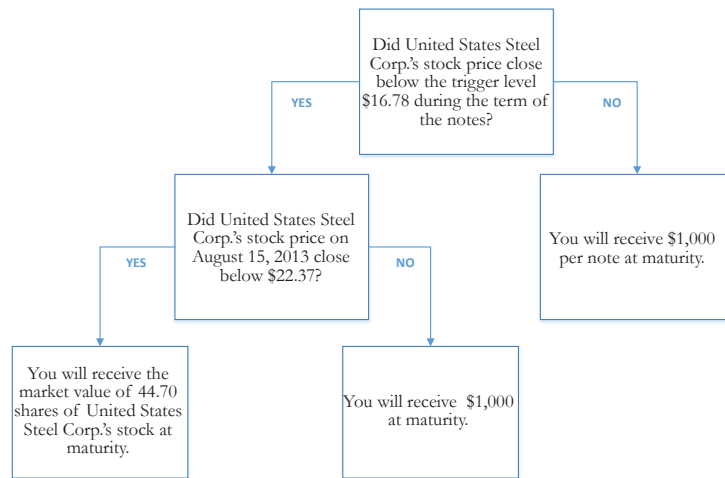 Did United States Steel
Corp.'s stock price close
below the trigger level
$16.78 during the term of
the notes?
YES
NO
Did United States Steel
Corp.'s stock price on
August 15, 2013 close
below $22.37?
You will receive $1,000
per note at maturity.
YES
NO
You will receive the
market value of 44.70
shares of United States
Steel Corp.'s stock at
maturity.
You will receive $1,000
at maturity.